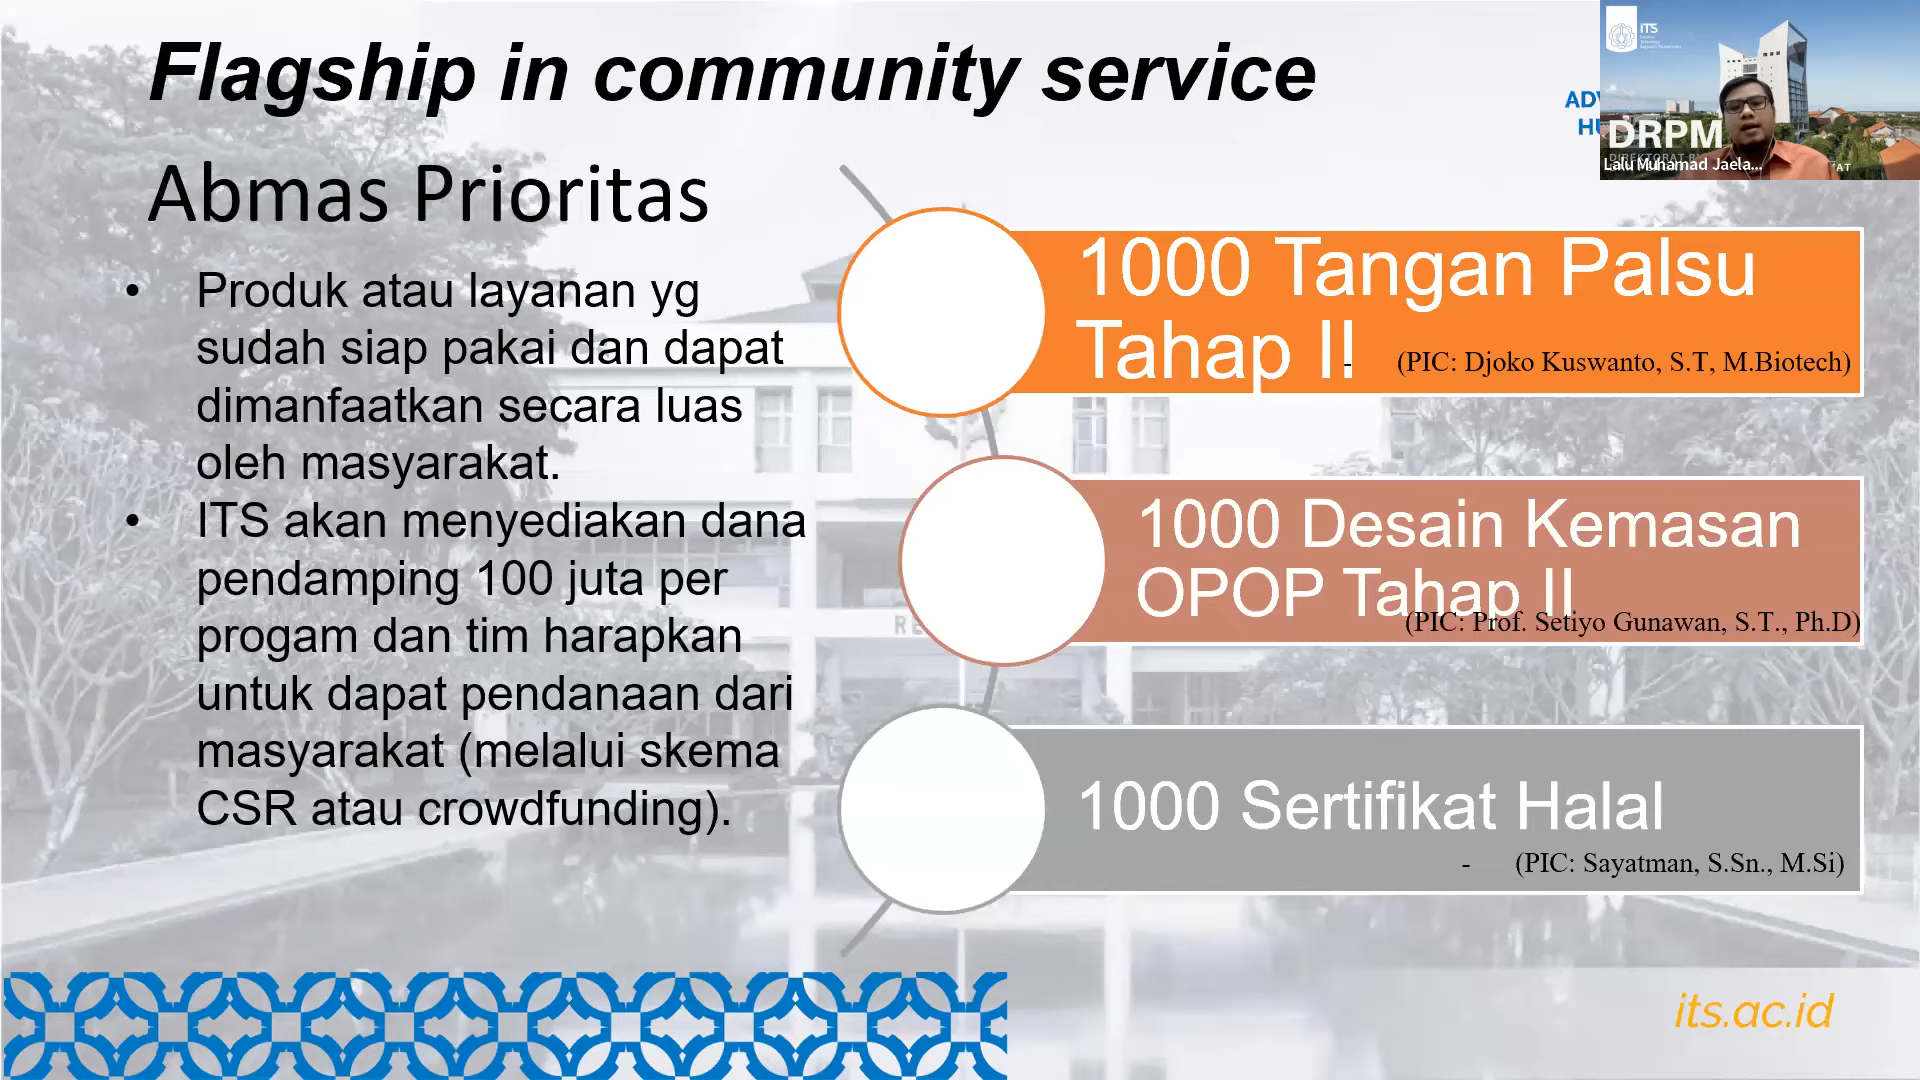 Flagship in community service
Abmas Prioritas
• Produk atau layanan yg
sudah siap pakai dan dapat
dimanfaatkan secara luas
oleh masyarakat.
• ITS akan menyediakan dana
pendamping 100 juta per
progam dan tim harapkan
untuk dapat pendanaan dari
masyarakat (melalui skema
CSR atau crowdfunding).
1000 Tangan Palsu
Tahap II
- (PIC: Djoko Kuswanto, S.T, M.Biotech)
1000 Desain Kemasan
OPOP Tahap II
(PIC: Prof. Setiyo Gunawan, S.T., Ph.D)
1000 Sertifikat Halal
- (PIC: Sayatman, S.Sn., M.Si)
its.ac.id
ITS
DRPM
Lalu Muhamad Jaela...